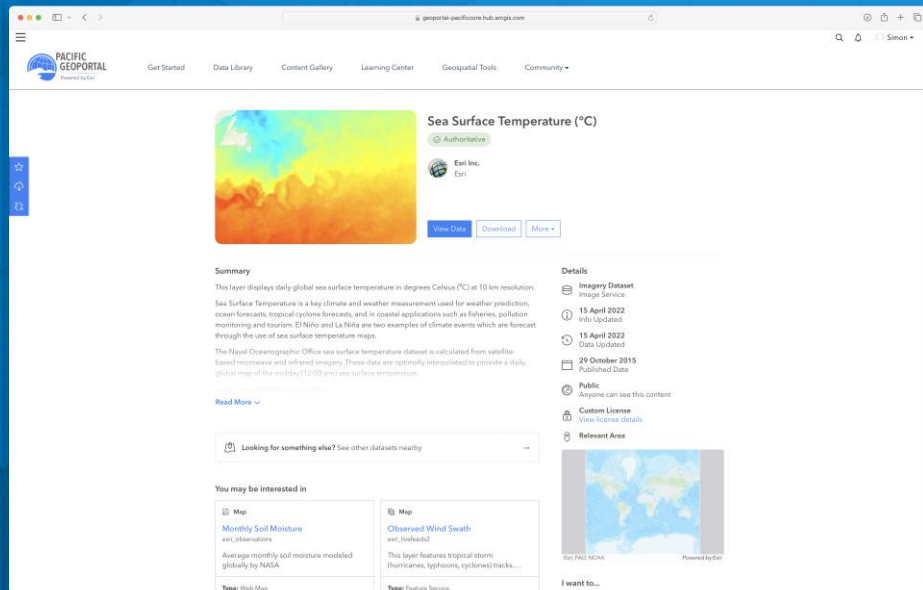 geoportal-pacificcore.hub.arcgis.com
Simon
PACIFIC
GEOPORTAL
Powered by Esri
Get Started
Data Library
Content Gallery
Learning Center
Geospatial Tools
Community
Sea Surface Temperature (°C)
Authoritative
Esri Inc.
Esri
View Data
Download
More
Summary
This layer displays daily global sea surface temperature in degrees Celsius (°C) at 10 km resolution.
Sea Surface Temperature is a key climate and weather measurement used for weather prediction,
ocean forecasts, tropical cyclone forecasts, and in coastal applications such as fisheries, pollution
monitoring and tourism. El Niño and La Niña are two examples of climate events which are forecast
through the use of sea surface temperature maps.
The Naval Oceanographic Office sea surface temperature dataset is calculated from satellite-
based microwave and infrared imagery. These data are optimally interpolated to provide a daily,
global map of the midday (12:00 pm) sea surface temperature.
Read More
Looking for something else? See other datasets nearby
You may be interested in
Map
Monthly Soil Moisture
esri_observations
Average monthly soil moisture modeled
globally by NASA
Type: Web Map
Map
Observed Wind Swath
esri_livefeeds2
This layer features tropical storm
(hurricanes, typhoons, cyclones) tracks,...
Type: Feature Service
Details
Imagery Dataset
Image Service
15 April 2022
Info Updated
15 April 2022
Data Updated
29 October 2015
Published Date
Public
Anyone can see this content
Custom License
View license details
Relevant Area
Esri, FAO, NOAA
Powered by Esri
I want to...